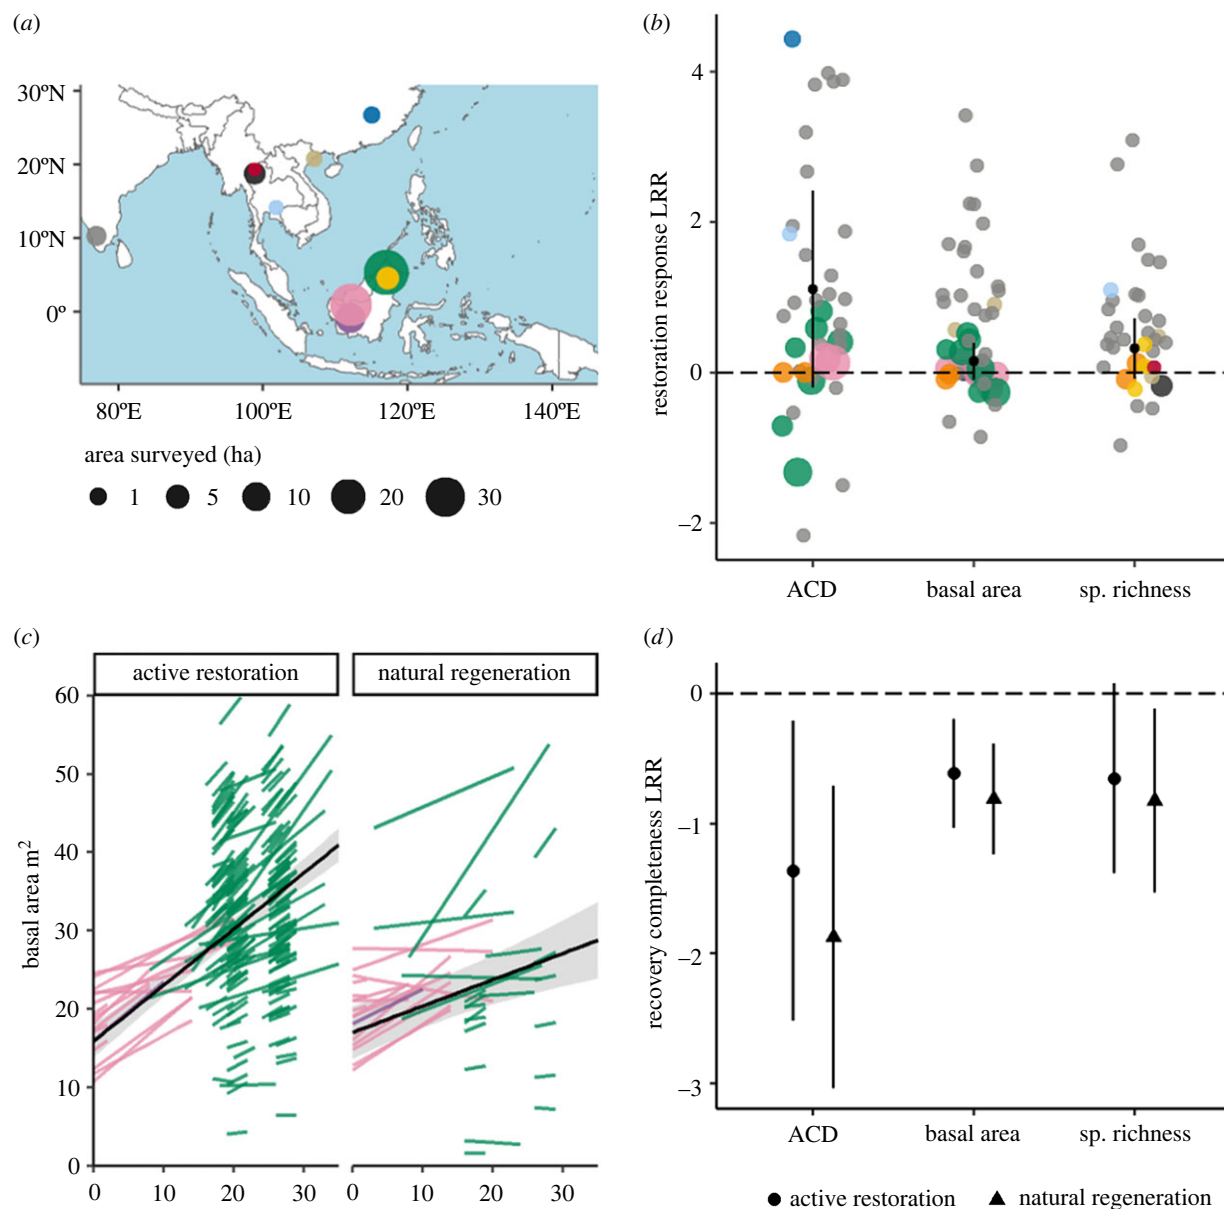 (a)
30ºN
20ºN
10ºN
0º
80ºE
100ºE
120ºE
140ºE
area surveyed (ha)
1 5 10 20 30
(b)
restoration response LRR
4
2
0
–2
ACD basal area sp. richness
(c)
active restoration natural regeneration
basal area m2
60
50
40
30
20
10
0
0 10 20 30 0 10 20 30
(d)
recovery completeness LRR
0
–1
–2
–3
ACD basal area sp. richness
active restoration natural regeneration